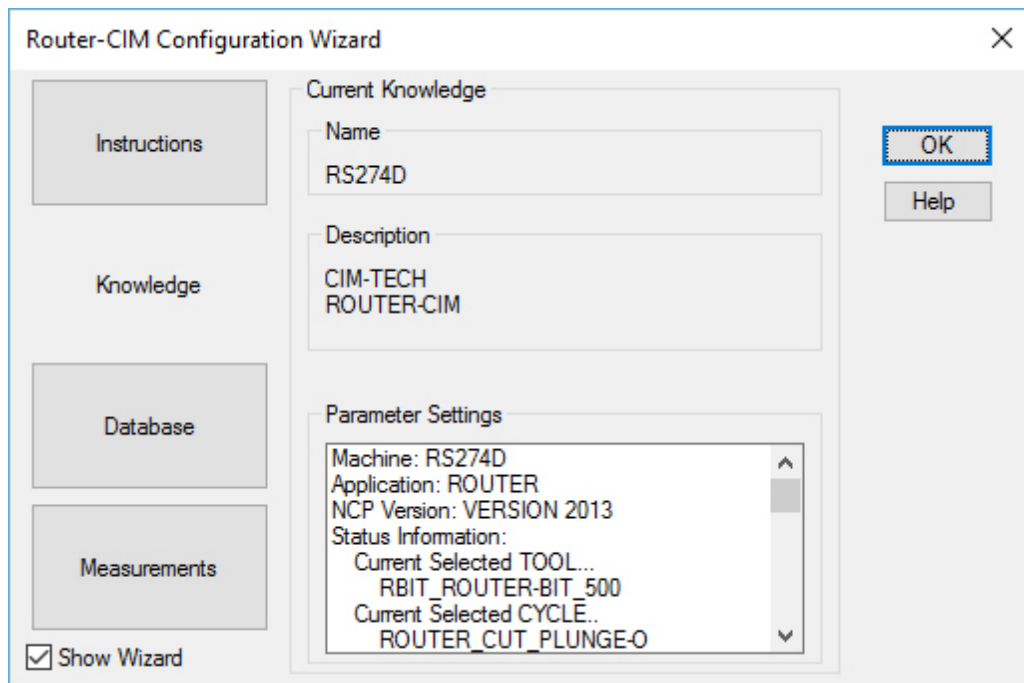 Router-CIM Configuration Wizard
Instructions
Knowledge
Database
Measurements
Show Wizard
Current Knowledge
Name
RS274D
Description
CIM-TECH
ROUTER-CIM
Parameter Settings
Machine: RS274D
Application: ROUTER
NCP Version: VERSION 2013
Status Information:
Current Selected TOOL...
RBIT_ROUTER-BIT_500
Current Selected CYCLE..
ROUTER_CUT_PLUNGE-O
OK
Help